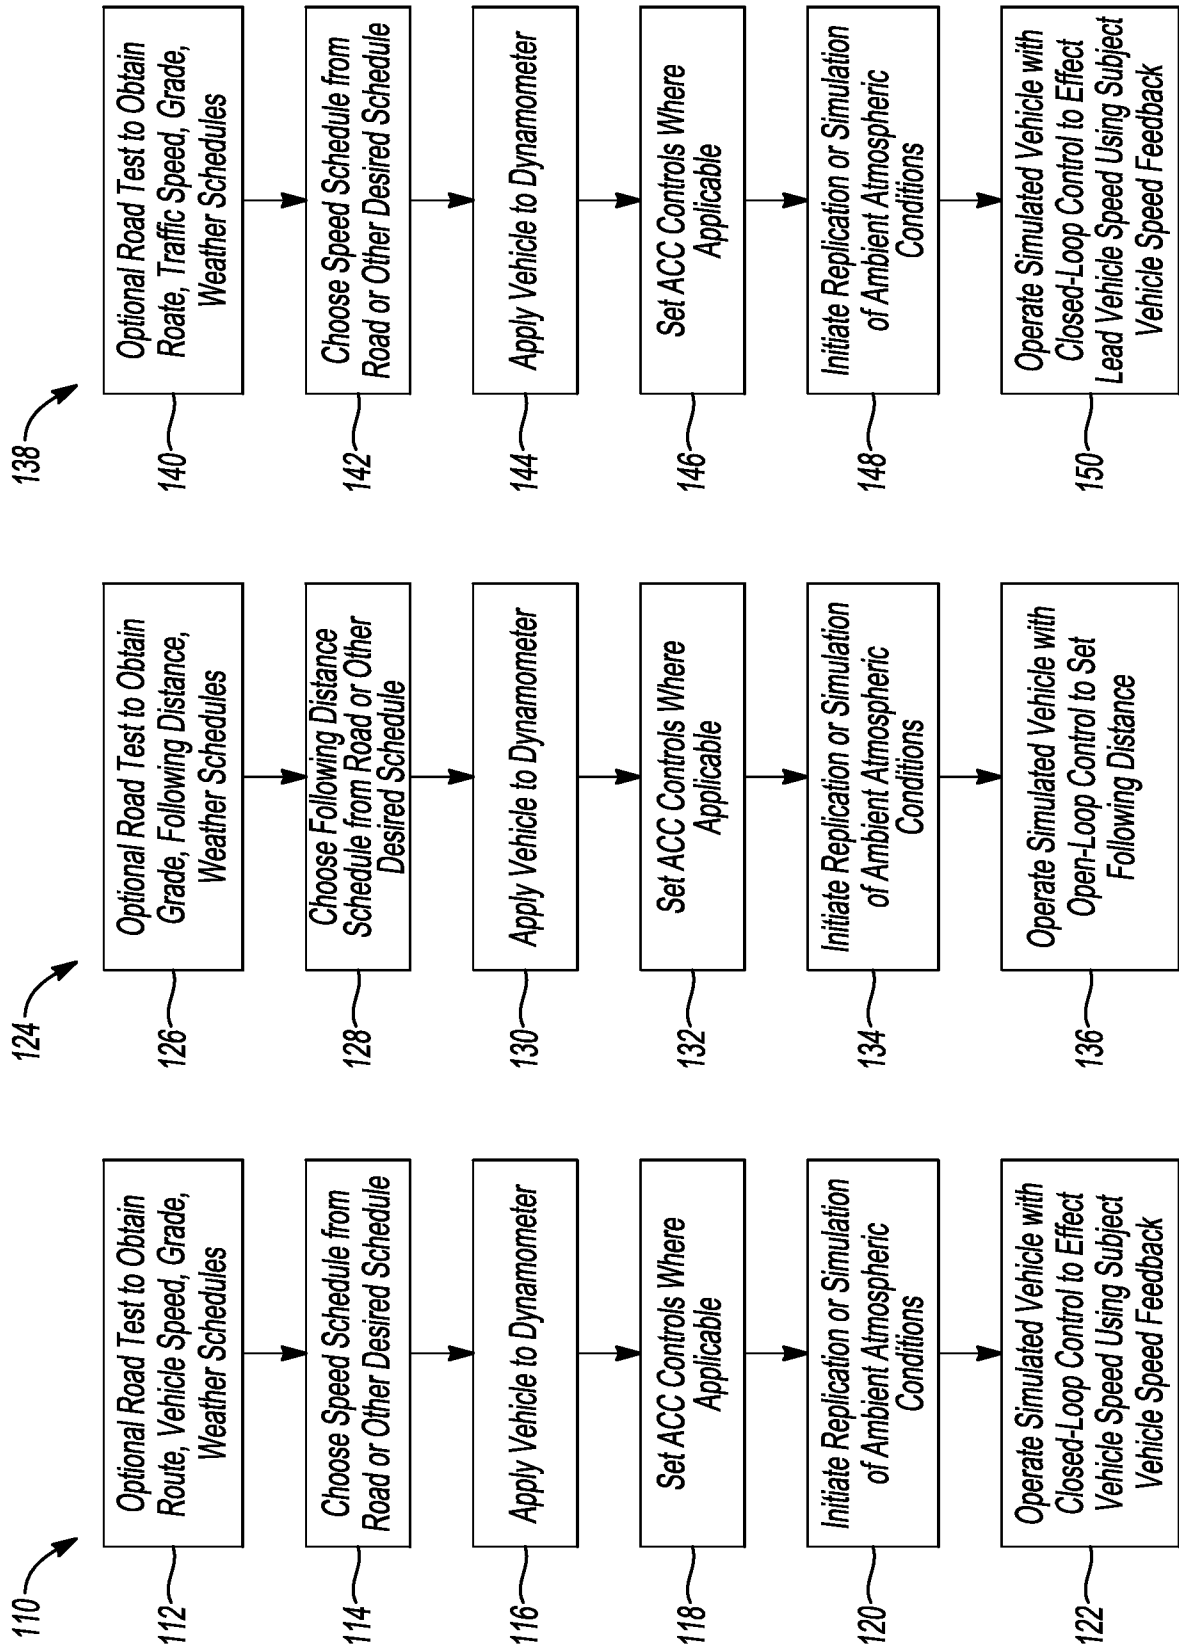 110
112
Optional Road Test to Obtain
Route, Vehicle Speed, Grade,
Weather Schedules
114
Choose Speed Schedule from
Road or Other Desired Schedule
116
Apply Vehicle to Dynamometer
118
Set ACC Controls Where
Applicable
120
Initiate Replication or Simulation
of Ambient Atmospheric
Conditions
122
Operate Simulated Vehicle with
Closed-Loop Control to Effect
Vehicle Speed Using Subject
Vehicle Speed Feedback
124
126
Optional Road Test to Obtain
Grade, Following Distance,
Weather Schedules
128
Choose Following Distance
Schedule from Road or Other
Desired Schedule
130
Apply Vehicle to Dynamometer
132
Set ACC Controls Where
Applicable
134
Initiate Replication or Simulation
of Ambient Atmospheric
Conditions
136
Operate Simulated Vehicle with
Open-Loop Control to Set
Following Distance
138
140
Optional Road Test to Obtain
Roate, Traffic Speed, Grade,
Weather Schedules
142
Choose Speed Schedule from
Road or Other Desired Schedule
144
Apply Vehicle to Dynamometer
146
Set ACC Controls Where
Applicable
148
Initiate Replication or Simulation
of Ambient Atmospheric
Conditions
150
Operate Simulated Vehicle with
Closed-Loop Control to Effect
Lead Vehicle Speed Using Subject
Vehicle Speed Feedback